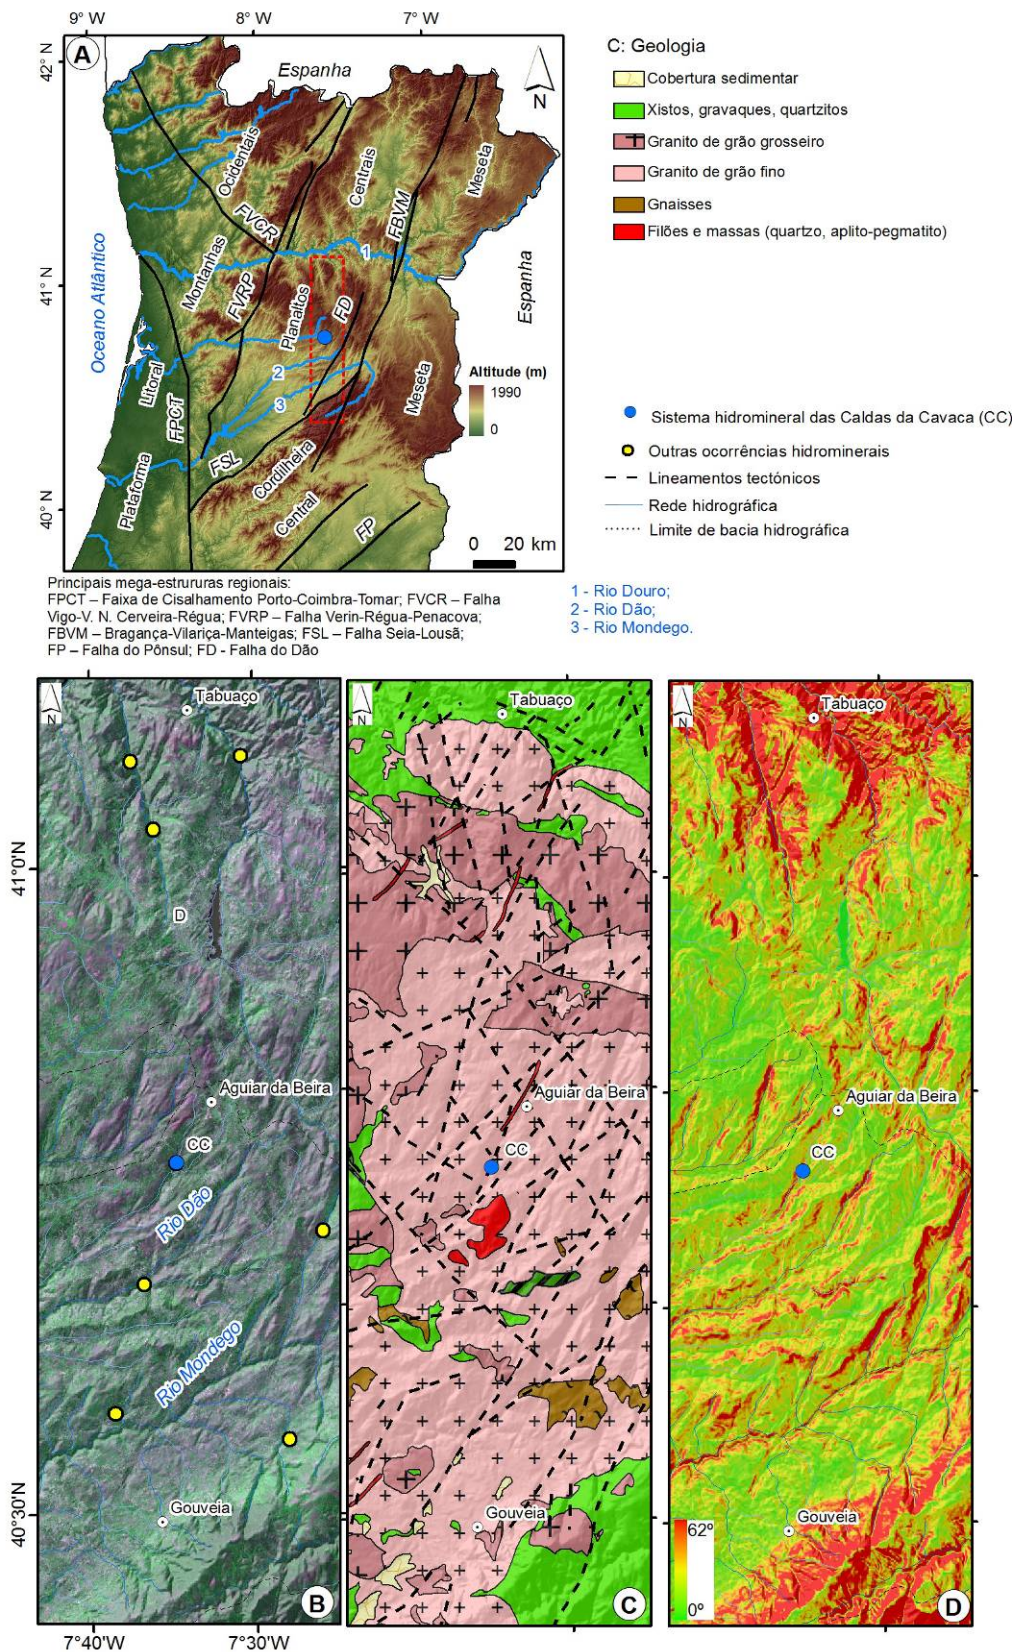 9° W
8° W
7° W
A
42° N
41° N
40° N
Espanha
N
Ocidentais
Centrais
Meseta
FVCR
FBVM
Montanhas
1
Oceano Atlântico
FVRP
Planaltos
FD
Espanha
2
3
Litoral
FPCT
Meseta
Altitude (m)
1990
0
FSL
Cordilheira
Central
Plataforma
FP
0 20 km
C: Geologia
Cobertura sedimentar
Xistos, gravaques, quartzitos
Granito de grão grosseiro
Granito de grão fino
Gnaisses
Filões e massas (quartzo, aplito-pegmatito)
Sistema hidromineral das Caldas da Cavaca (CC)
Outras ocorrências hidrominerais
Lineamentos tectónicos
Rede hidrográfica
Limite de bacia hidrográfica
Principais mega-estrururas regionais:
FPCT – Faixa de Cisalhamento Porto-Coimbra-Tomar; FVCR – Falha
Vigo-V. N. Cerveira-Régua; FVRP – Falha Verin-Régua-Penacova;
FBVM – Bragança-Vilariça-Manteigas; FSL – Falha Seia-Lousã;
FP – Falha do Pônsul; FD - Falha do Dão
1 - Rio Douro;
2 - Rio Dão;
3 - Rio Mondego.
N
Tabuaço
41°0'N
D
Aguiar da Beira
CC
Rio Dão
Rio Mondego
Gouveia
40°30'N
B
7°40'W
7°30'W
N
Tabuaço
Aguiar da Beira
CC
Gouveia
C
N
Tabuaço
Aguiar da Beira
CC
Gouveia
62°
0°
D